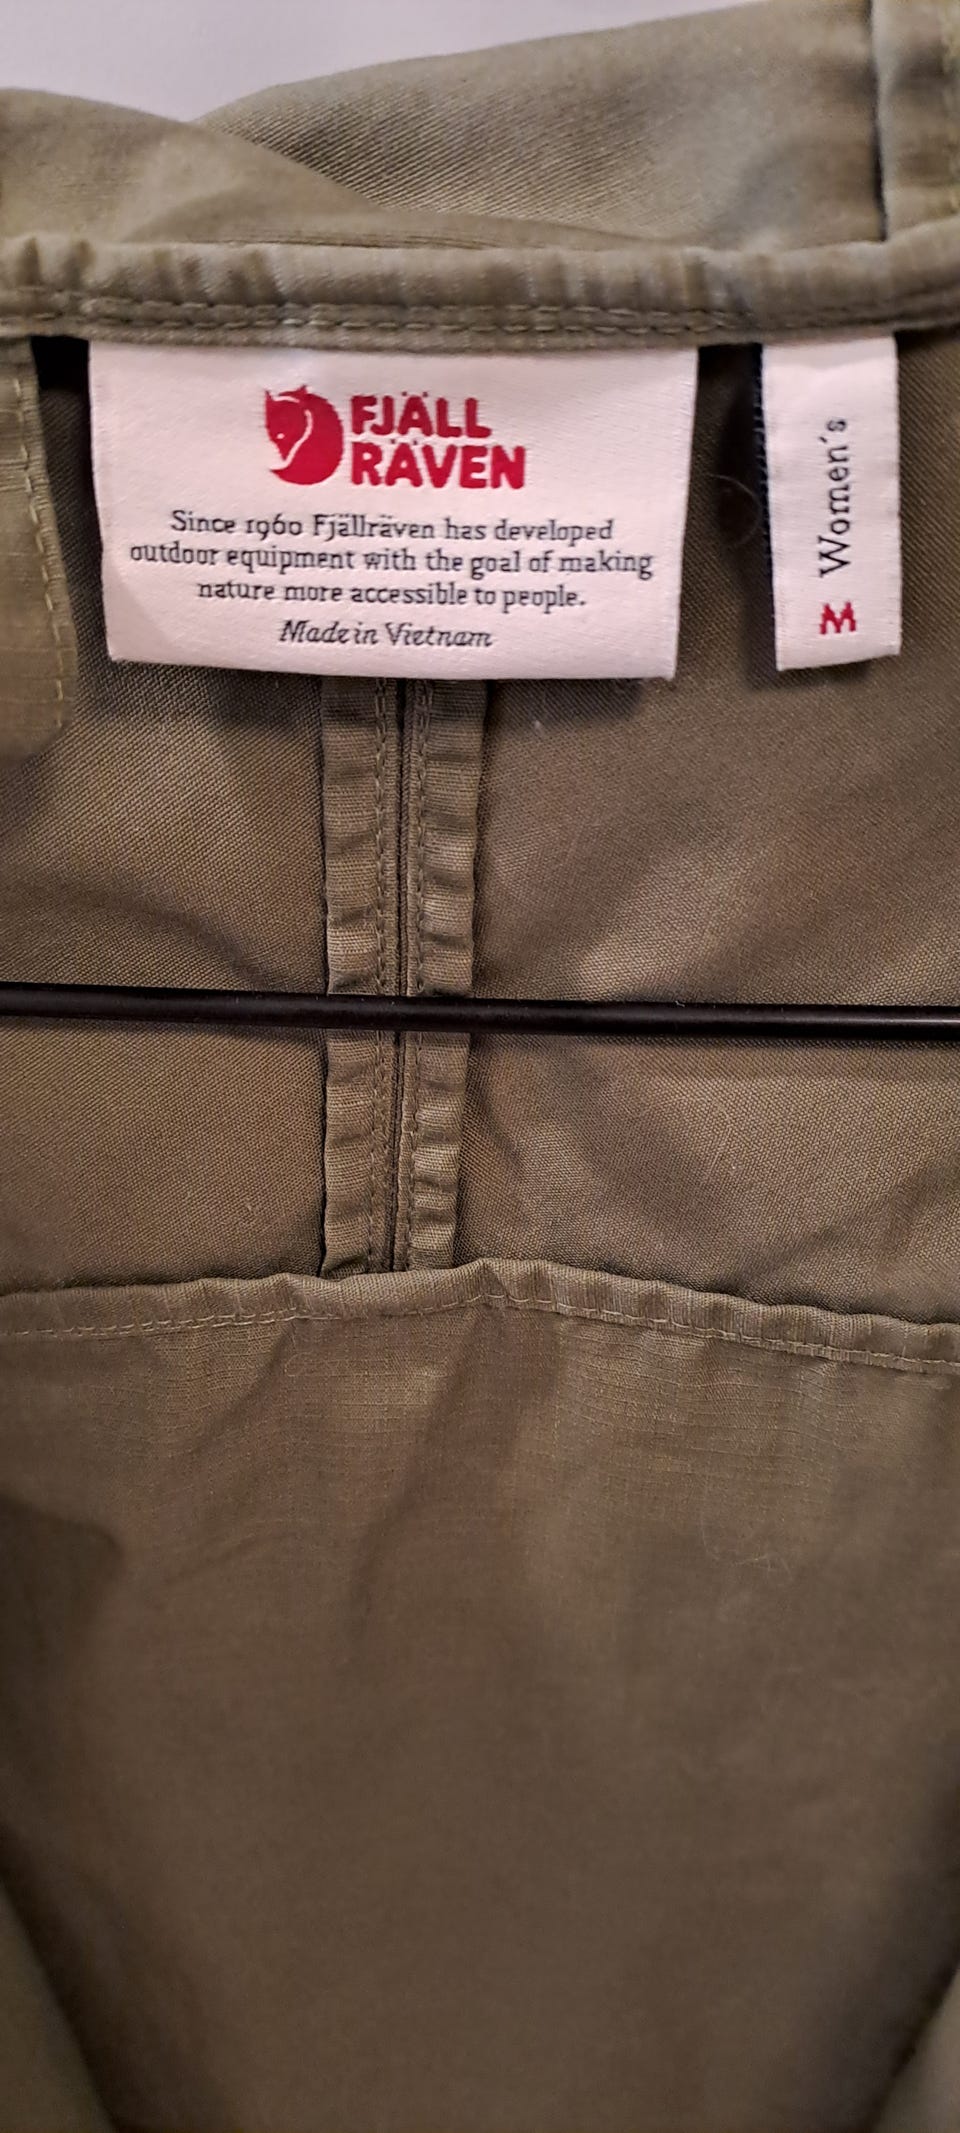 FJÄLL
RÄVEN
Since 1960 Fjällräven has developed
outdoor equipment with the goal of making
nature more accessible to people.
Made in Vietnam
Women's
M